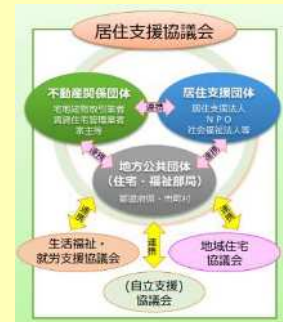 居住支援協議会
不動産関係団体
宅地建物取引業者
賃貸住宅管理業者
家主等
連携
居住支援団体
居住支援法人
NPO
社会福祉法人等
連携
連携
地方公共団体
(住宅・福祉部局)
都道府県・市町村
連携
連携
連携
生活福祉・
就労支援協議会
地域住宅
協議会
(自立支援)
協議会